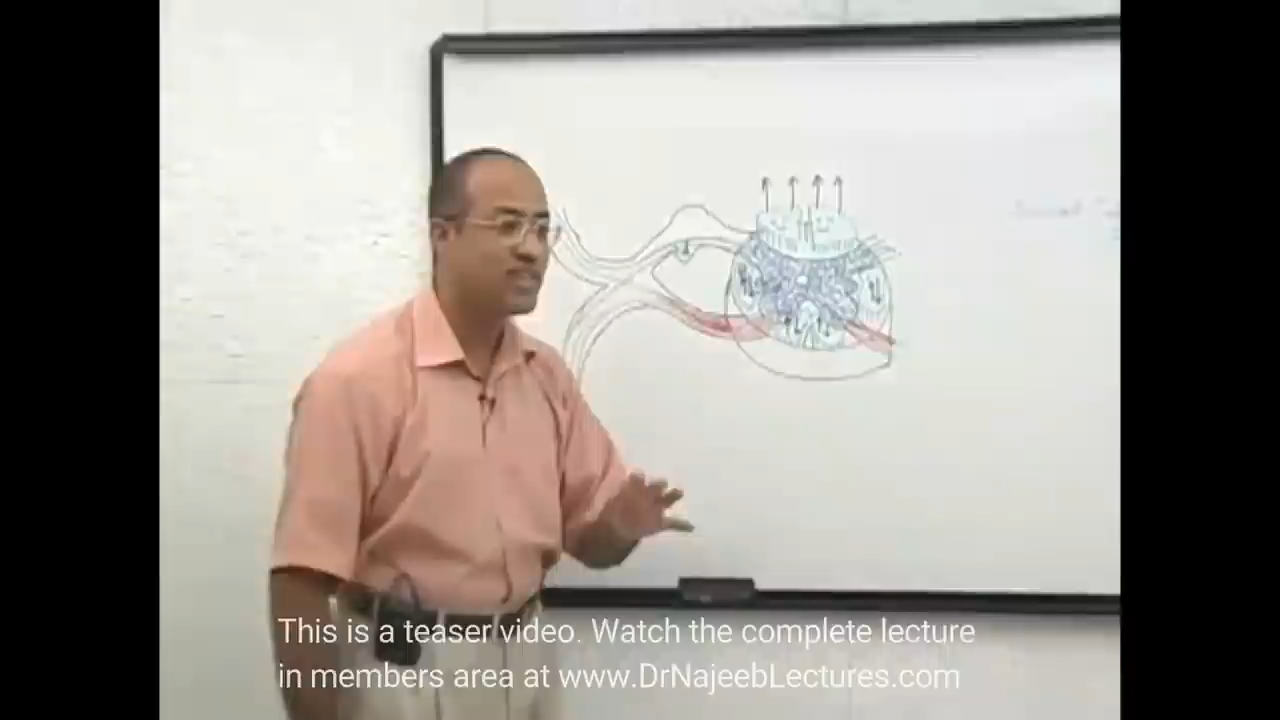 This is a teaser video. Watch the complete lecture
in members area at www.DrNajeebLectures.com